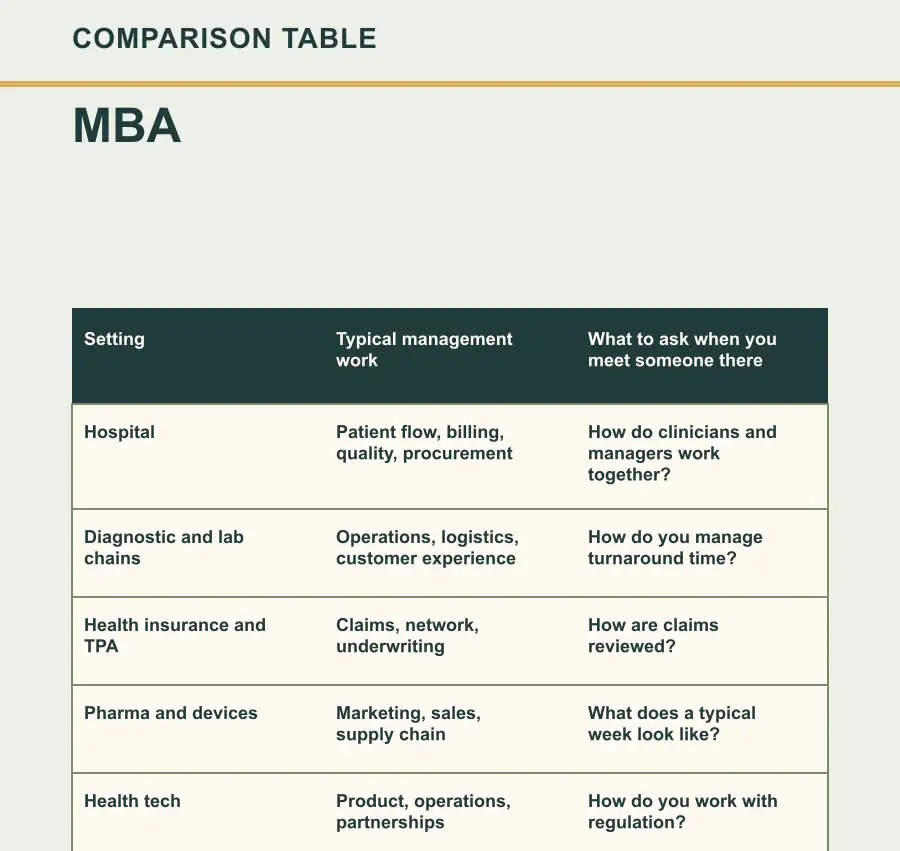 COMPARISON TABLE
MBA
Setting
Typical management
work
What to ask when you
meet someone there
Hospital
Patient flow, billing,
quality, procurement
How do clinicians and
managers work
together?
Diagnostic and lab
chains
Operations, logistics,
customer experience
How do you manage
turnaround time?
Health insurance and
TPA
Claims, network,
underwriting
How are claims
reviewed?
Pharma and devices
Marketing, sales,
supply chain
What does a typical
week look like?
Health tech
Product, operations,
partnerships
How do you work with
regulation?